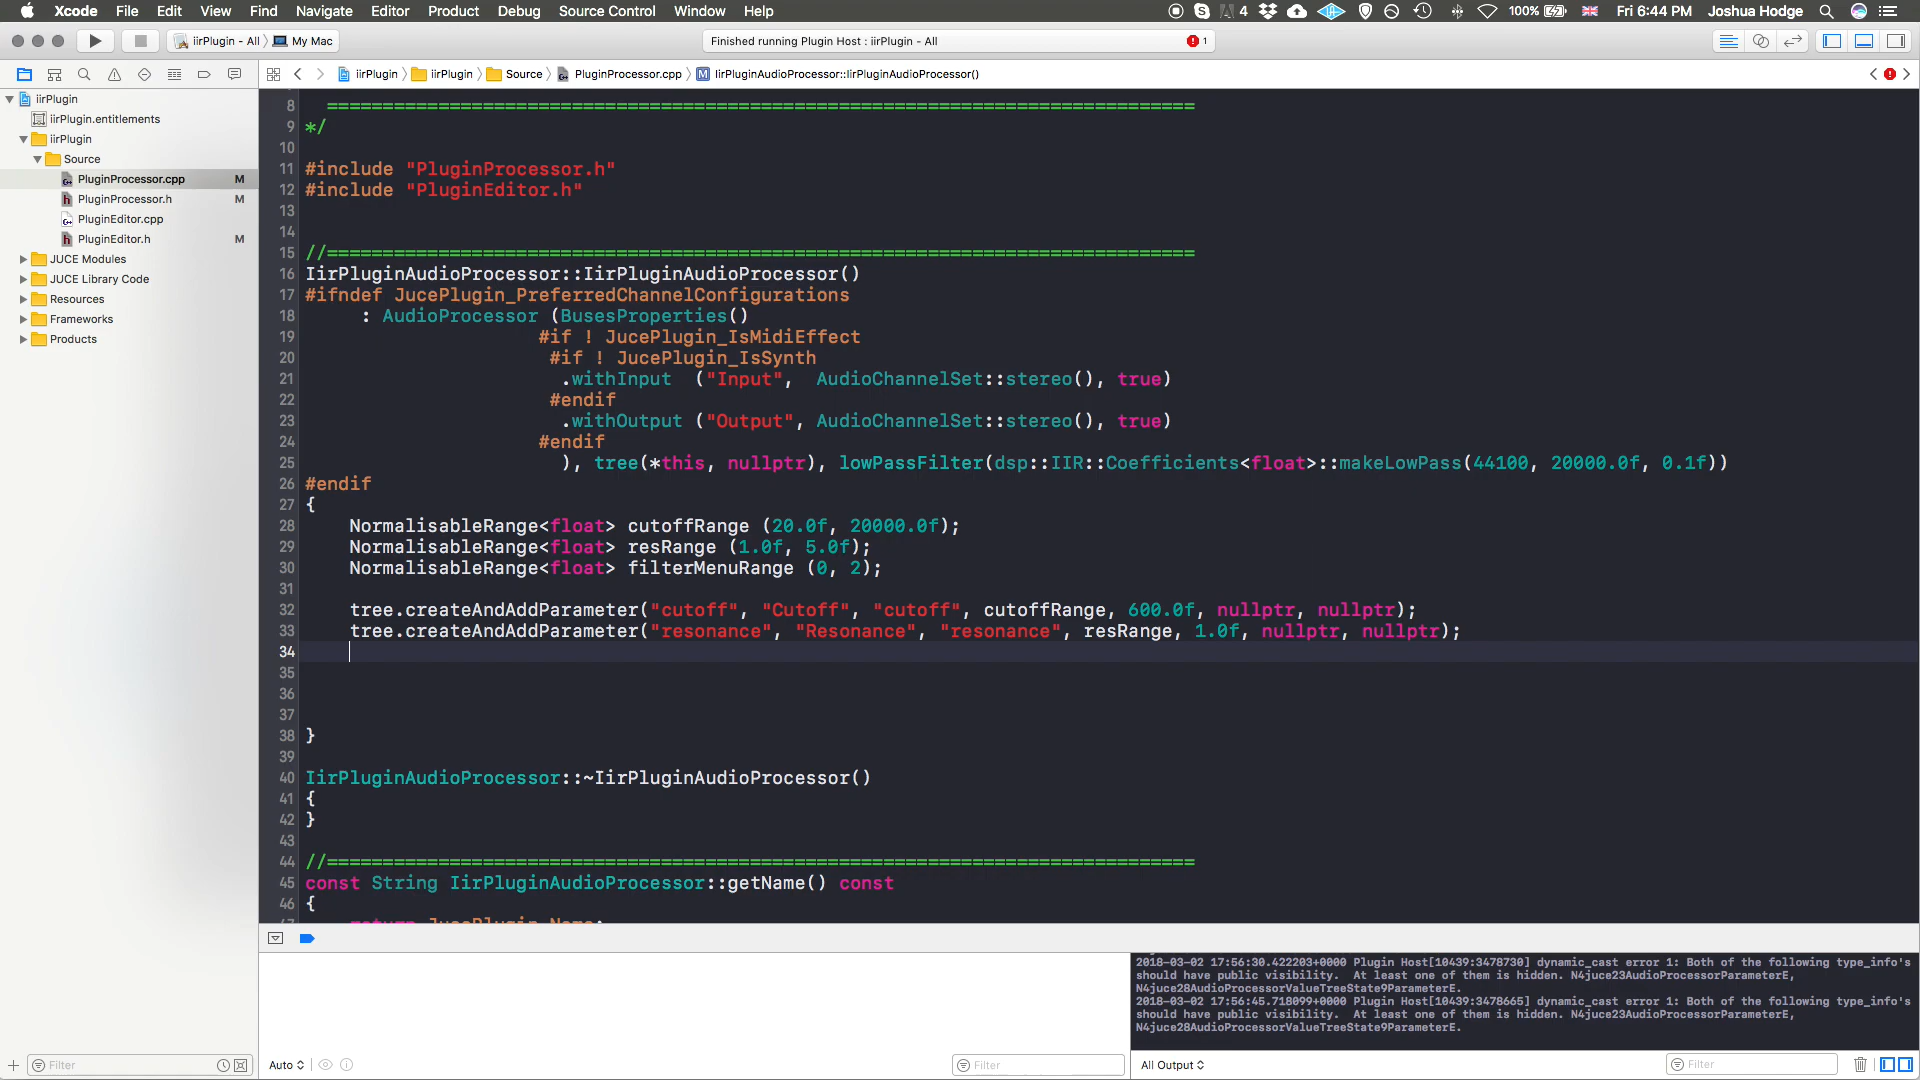 Xcode File Edit View Find Navigate Editor Product Debug Source Control Window Help 4 100% Fri 6:44 PM Joshua Hodge
iirPlugin - All My Mac Finished running Plugin Host : iirPlugin - All 1
iirPlugin iirPlugin Source PluginProcessor.cpp IirPluginAudioProcessor::IirPluginAudioProcessor()
iirPlugin
iirPlugin.entitlements
iirPlugin
Source
PluginProcessor.cpp M
PluginProcessor.h M
PluginEditor.cpp
PluginEditor.h M
JUCE Modules
JUCE Library Code
Resources
Frameworks
Products
8 ==============================================================================
9 */
10
11 #include "PluginProcessor.h"
12 #include "PluginEditor.h"
13
14
15 //==============================================================================
16 IirPluginAudioProcessor::IirPluginAudioProcessor()
17 #ifndef JucePlugin_PreferredChannelConfigurations
18 : AudioProcessor (BusesProperties()
19 #if ! JucePlugin_IsMidiEffect
20 #if ! JucePlugin_IsSynth
21 .withInput ("Input", AudioChannelSet::stereo(), true)
22 #endif
23 .withOutput ("Output", AudioChannelSet::stereo(), true)
24 #endif
25 ), tree(*this, nullptr), lowPassFilter(dsp::IIR::Coefficients<float>::makeLowPass(44100, 20000.0f, 0.1f))
26 #endif
27 {
28 NormalisableRange<float> cutoffRange (20.0f, 20000.0f);
29 NormalisableRange<float> resRange (1.0f, 5.0f);
30 NormalisableRange<float> filterMenuRange (0, 2);
31
32 tree.createAndAddParameter("cutoff", "Cutoff", "cutoff", cutoffRange, 600.0f, nullptr, nullptr);
33 tree.createAndAddParameter("resonance", "Resonance", "resonance", resRange, 1.0f, nullptr, nullptr);
34
35
36
37
38 }
39
40 IirPluginAudioProcessor::~IirPluginAudioProcessor()
41 {
42 }
43
44 //==============================================================================
45 const String IirPluginAudioProcessor::getName() const
46 {
47 return JucePlugin_Name;
2018-03-02 17:56:30.422203+0000 Plugin Host[10439:3478730] dynamic_cast error 1: Both of the following type_info's
should have public visibility. At least one of them is hidden. N4juce23AudioProcessorParameterE,
N4juce28AudioProcessorValueTreeState9ParameterE.
2018-03-02 17:56:45.718099+0000 Plugin Host[10439:3478665] dynamic_cast error 1: Both of the following type_info's
should have public visibility. At least one of them is hidden. N4juce23AudioProcessorParameterE,
N4juce28AudioProcessorValueTreeState9ParameterE.
Filter Auto Filter All Output Filter